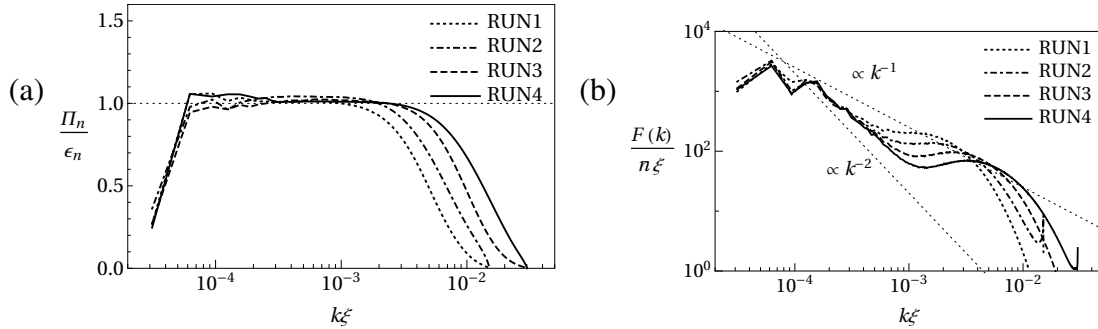 (a)
Π_n / ϵ_n
1.5
1.0
0.5
0.0
RUN1
RUN2
RUN3
RUN4
10^-4
10^-3
10^-2
kξ
(b)
F(k) / nξ
10^4
10^2
10^0
∝ k^-1
∝ k^-2
RUN1
RUN2
RUN3
RUN4
10^-4
10^-3
10^-2
kξ